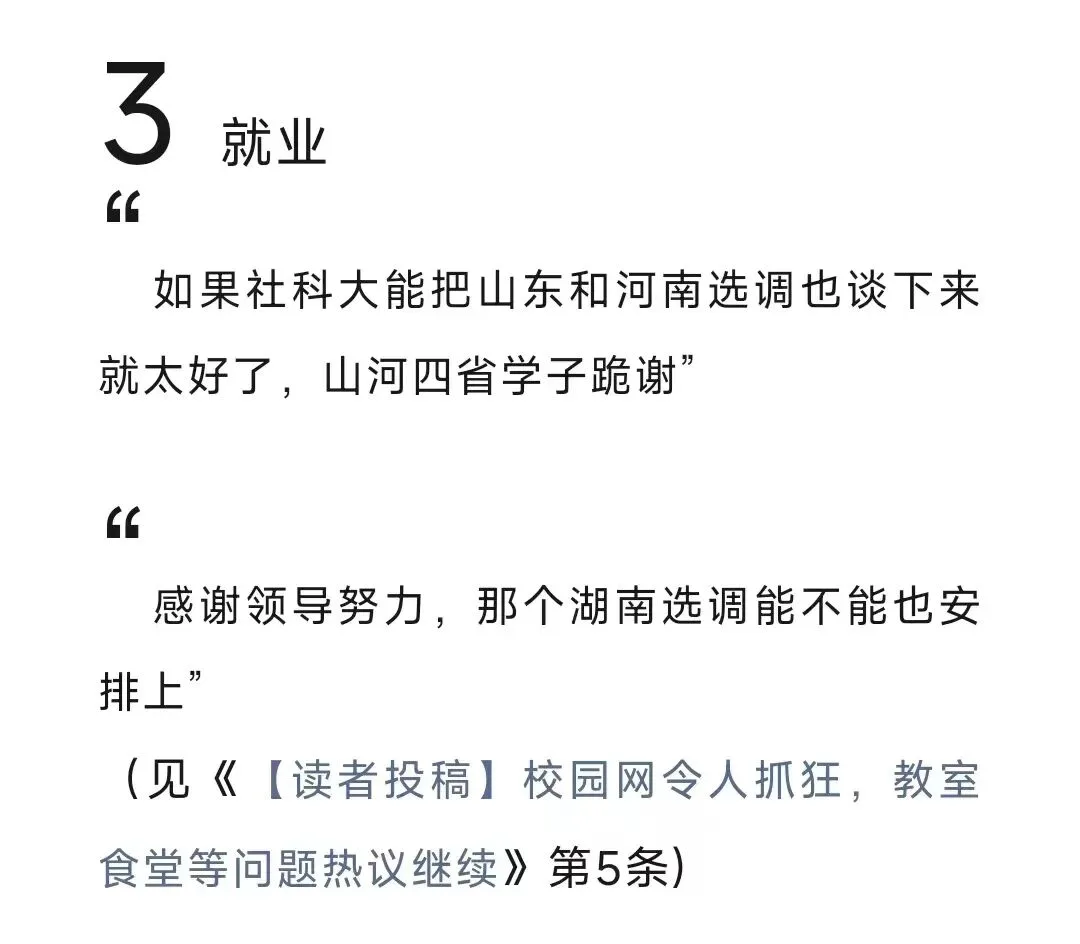 3 就业
“
如果社科大能把山东和河南选调也谈下来
就太好了，山河四省学子跪谢”
“
感谢领导努力，那个湖南选调能不能也安
排上”
（见《【读者投稿】校园网令人抓狂，教室
食堂等问题热议继续》第5条）